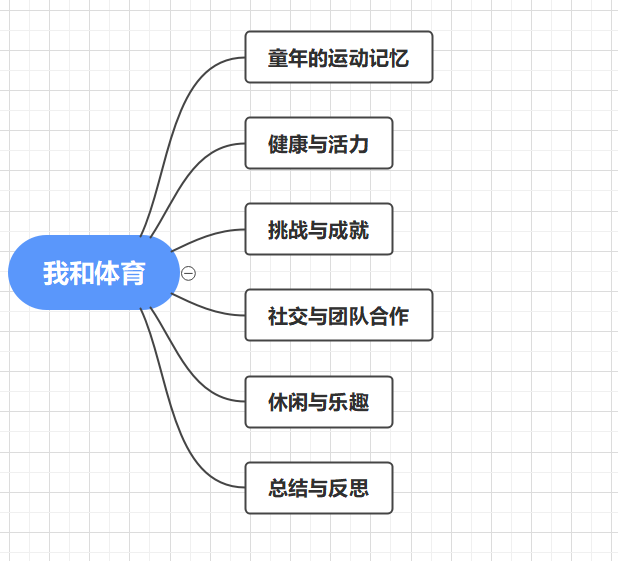 童年的运动记忆
健康与活力
挑战与成就
我和体育
社交与团队合作
休闲与乐趣
总结与反思